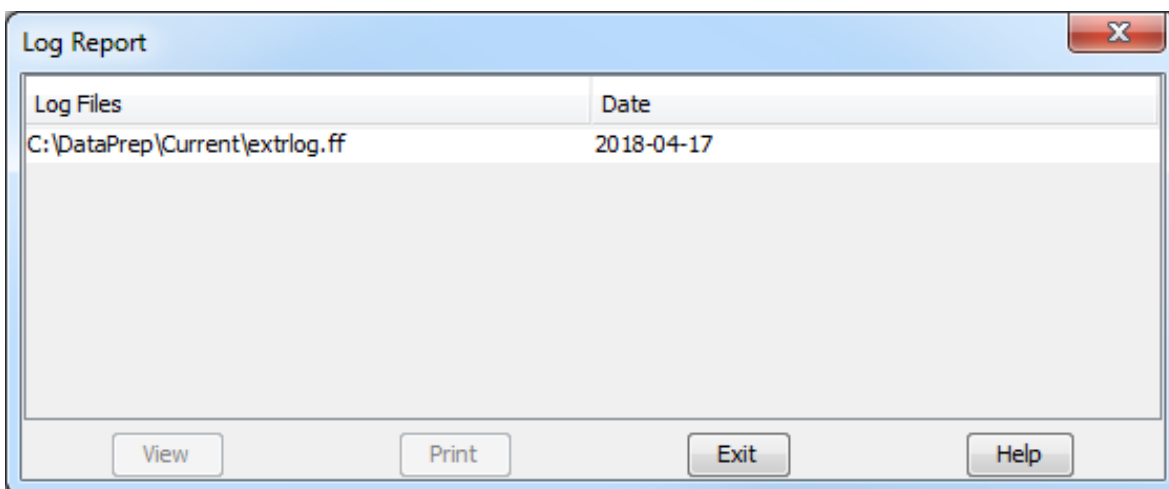 Log Report
Log Files Date
C:\DataPrep\Current\extrlog.ff 2018-04-17
View Print Exit Help